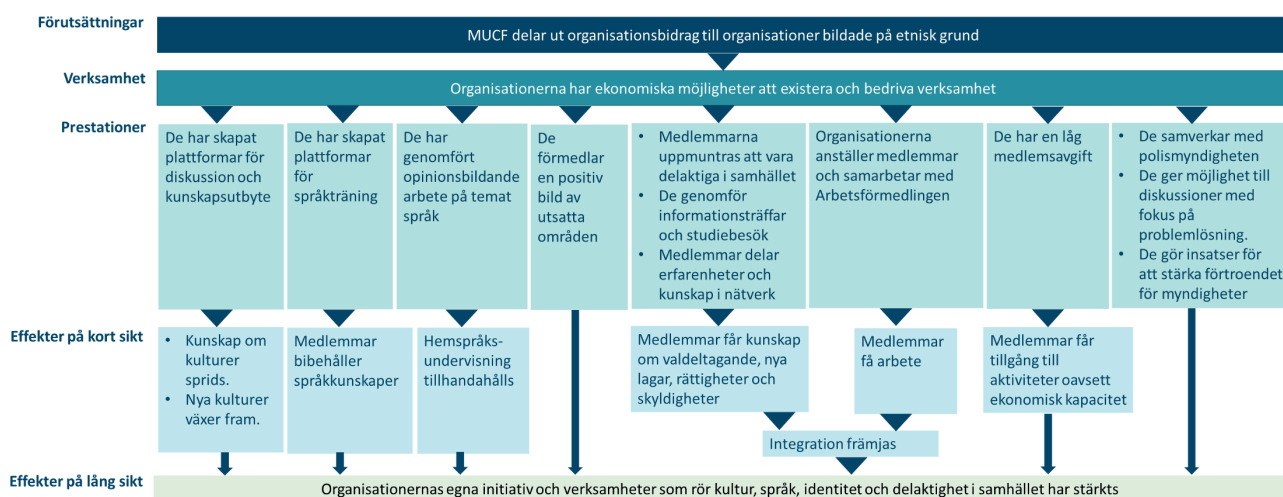 Förutsättningar
MUCF delar ut organisationsbidrag till organisationer bildade på etnisk grund
Verksamhet
Organisationerna har ekonomiska möjligheter att existera och bedriva verksamhet
Prestationer
De har skapat
plattformar för
diskussion och
kunskapsutbyte
De har skapat
plattformar
för
språkträning
De har
genomfört
opinionsbildande
arbete på temat
språk
De
förmedlar
en positiv
bild av
utsatta
områden
• Medlemmarna
uppmuntras att vara
delaktiga i samhället
• De genomför
informationsträffar
och studiebesök
• Medlemmar delar
erfarenheter och
kunskap i nätverk
Organisationerna
anställer medlemmar
och samarbetar med
Arbetsförmedlingen
De har en låg
medlemsavgift
• De samverkar med
polismyndigheten
• De ger möjlighet till
diskussioner med
fokus på
problemlösning.
• De gör insatser för
att stärka förtroendet
för myndigheter
Effekter på kort sikt
• Kunskap om
kulturer
sprids.
• Nya kulturer
växer fram.
Medlemmar
bibehåller
språkkunskaper
Hemspråks-
undervisning
tillhandahålls
Medlemmar får kunskap
om valdeltagande, nya
lagar, rättigheter och
skyldigheter
Medlemmar
få arbete
Medlemmar får
tillgång till
aktiviteter oavsett
ekonomisk kapacitet
Integration främjas
Effekter på lång sikt
Organisationernas egna initiativ och verksamheter som rör kultur, språk, identitet och delaktighet i samhället har stärkts